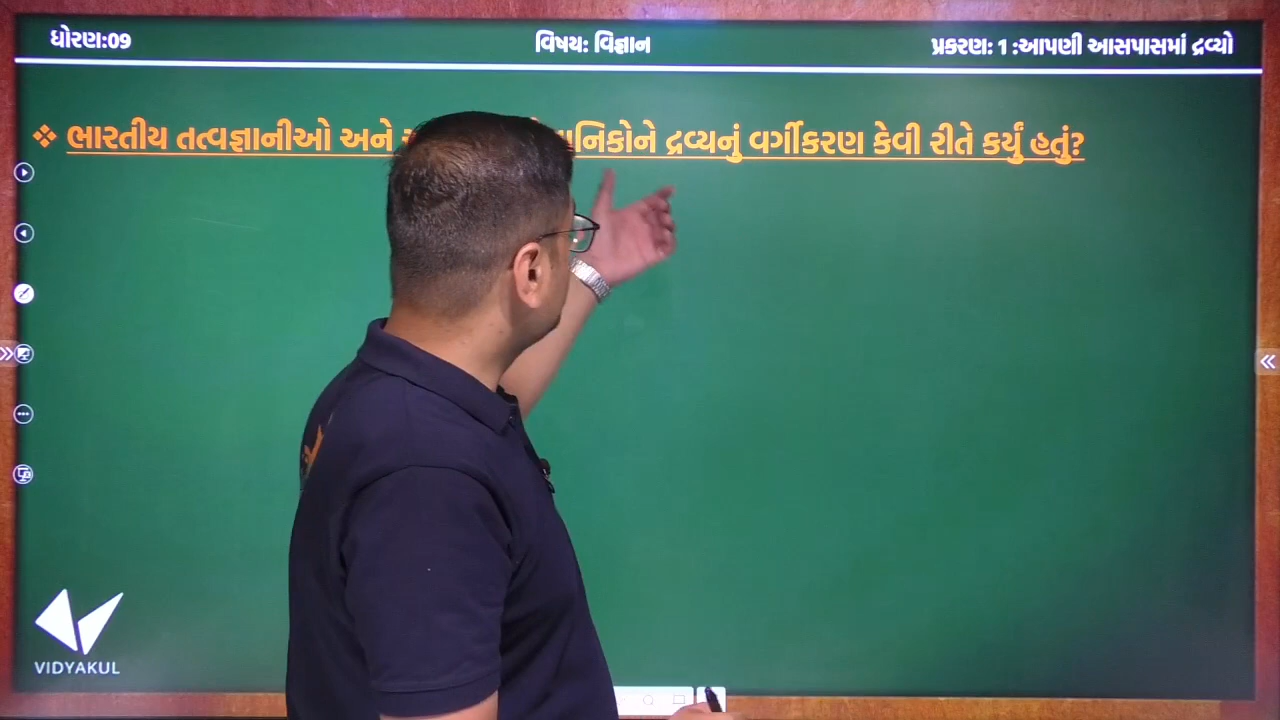 ધોરણ:09
વિષય: વિજ્ઞાન
પ્રકરણ: 1 :આપણી આસપાસમાં દ્રવ્યો
❖ ભારતીય તત્વજ્ઞાનીઓ અને દ્રવ્યનું વર્ગીકરણ કેવી રીતે કર્યું હતું?
VIDYAKUL